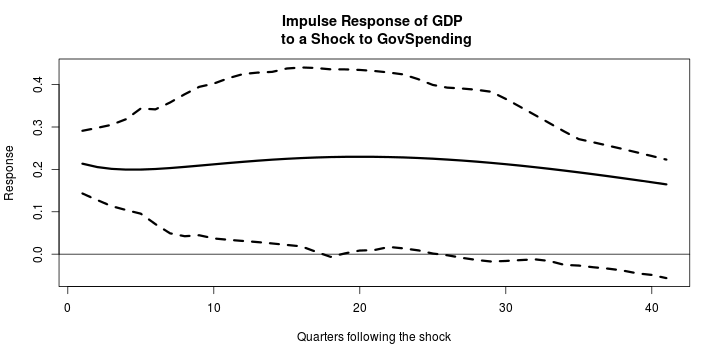 Impulse Response of GDP
to a Shock to GovSpending
0.4
0.3
0.2
0.1
0.0
Response
0 10 20 30 40
Quarters following the shock